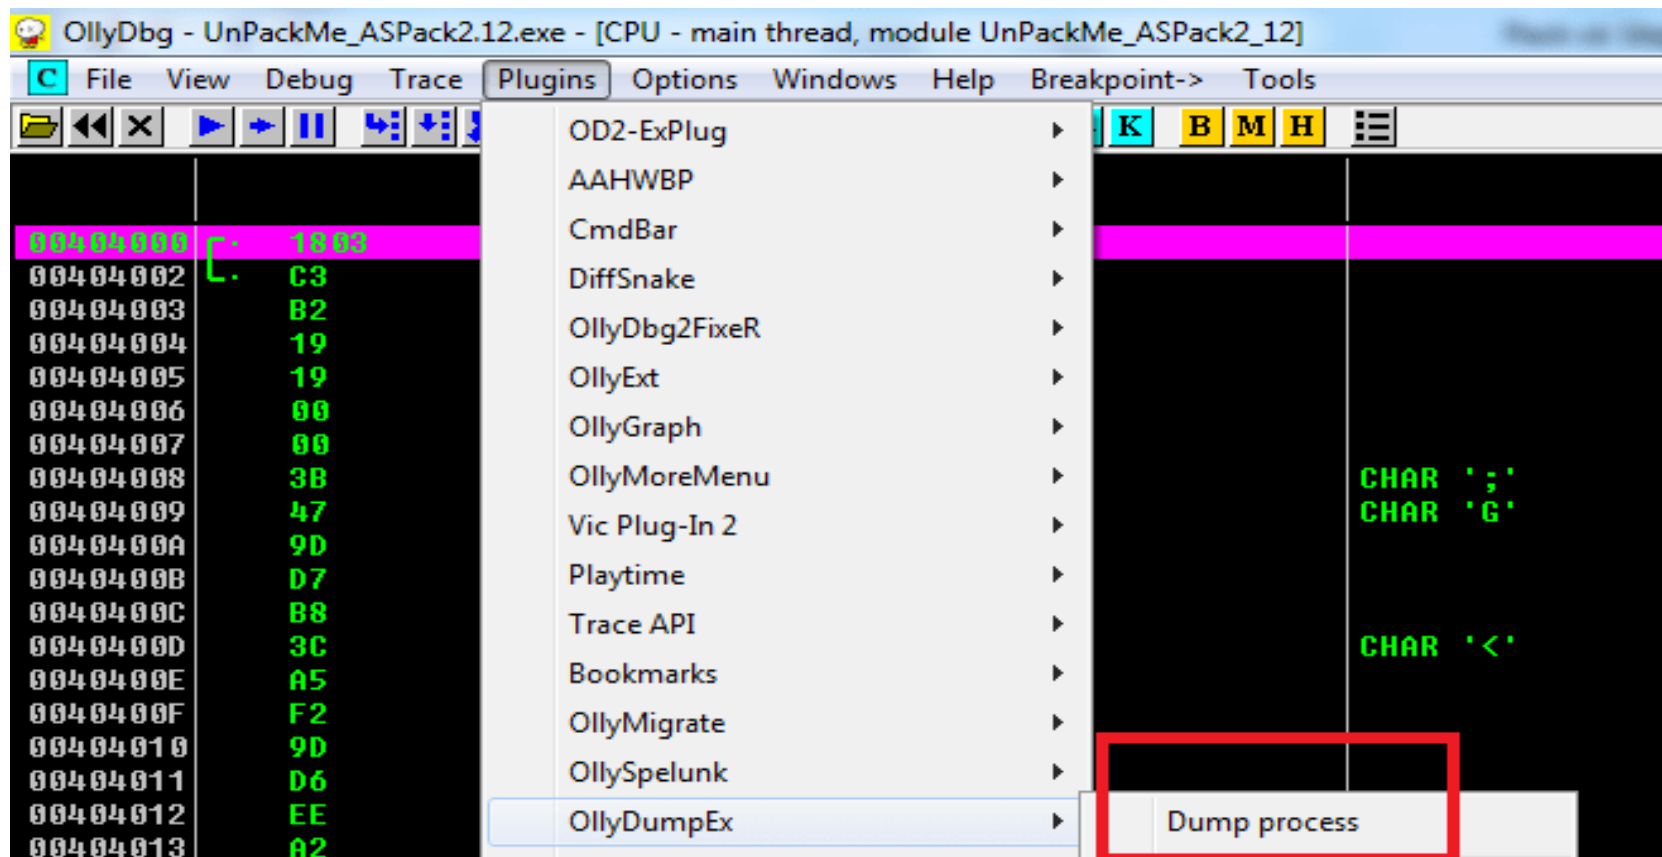 OllyDbg - UnPackMe_ASPack2.12.exe - [CPU - main thread, module UnPackMe_ASPack2_12]
C File View Debug Trace Plugins Options Windows Help Breakpoint-> Tools
K B M H
OD2-ExPlug
AAHWBP
CmdBar
DiffSnake
OllyDbg2FixeR
OllyExt
OllyGraph
OllyMoreMenu
Vic Plug-In 2
Playtime
Trace API
Bookmarks
OllyMigrate
OllySpelunk
OllyDumpEx
Dump process
00404000 1803
00404002 C3
00404003 B2
00404004 19
00404005 19
00404006 00
00404007 00
00404008 3B CHAR ';'
00404009 47 CHAR 'G'
0040400A 9D
0040400B D7
0040400C B8
0040400D 3C CHAR '<'
0040400E A5
0040400F F2
00404010 9D
00404011 D6
00404012 EE
00404013 A2